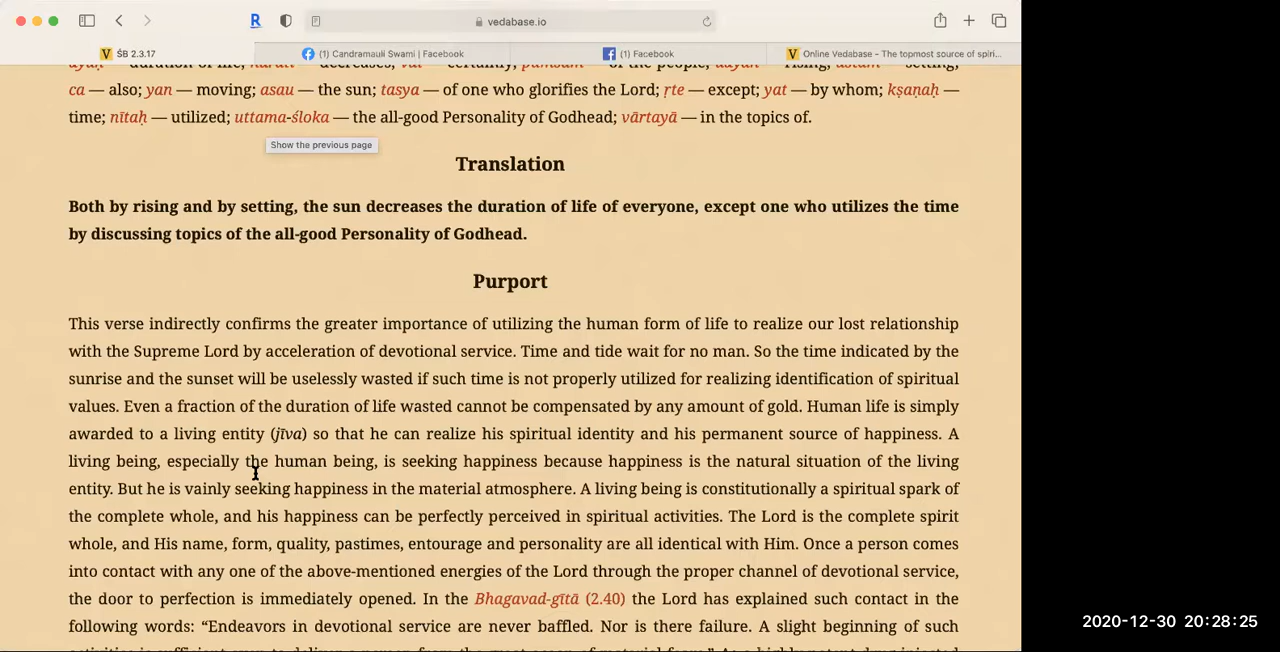 R
vedabase.io
V ŚB 2.3.17
(1) Candramauli Swami | Facebook
(1) Facebook
V Online Vedabase - The topmost source of spiri...
āyuḥ — duration of life; harati — decreases; vai — certainly; puṁsām — of the people; udyan — rising; astam — setting;
ca — also; yan — moving; asau — the sun; tasya — of one who glorifies the Lord; ṛte — except; yat — by whom; kṣaṇaḥ —
time; nītaḥ — utilized; uttama-śloka — the all-good Personality of Godhead; vārtayā — in the topics of.
Show the previous page
Translation
Both by rising and by setting, the sun decreases the duration of life of everyone, except one who utilizes the time
by discussing topics of the all-good Personality of Godhead.
Purport
This verse indirectly confirms the greater importance of utilizing the human form of life to realize our lost relationship
with the Supreme Lord by acceleration of devotional service. Time and tide wait for no man. So the time indicated by the
sunrise and the sunset will be uselessly wasted if such time is not properly utilized for realizing identification of spiritual
values. Even a fraction of the duration of life wasted cannot be compensated by any amount of gold. Human life is simply
awarded to a living entity (jīva) so that he can realize his spiritual identity and his permanent source of happiness. A
living being, especially the human being, is seeking happiness because happiness is the natural situation of the living
entity. But he is vainly seeking happiness in the material atmosphere. A living being is constitutionally a spiritual spark of
the complete whole, and his happiness can be perfectly perceived in spiritual activities. The Lord is the complete spirit
whole, and His name, form, quality, pastimes, entourage and personality are all identical with Him. Once a person comes
into contact with any one of the above-mentioned energies of the Lord through the proper channel of devotional service,
the door to perfection is immediately opened. In the Bhagavad-gītā (2.40) the Lord has explained such contact in the
following words: “Endeavors in devotional service are never baffled. Nor is there failure. A slight beginning of such
2020-12-30 20:28:25